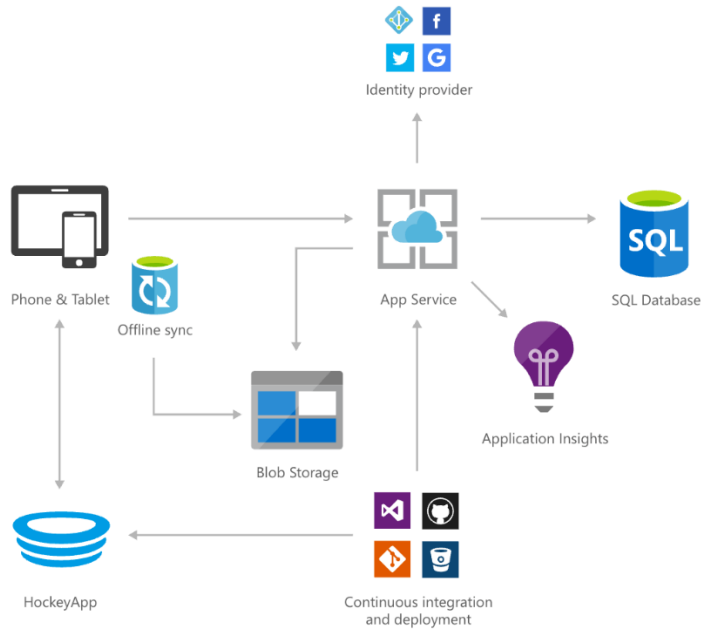 f
G
Identity provider
SQL
Phone & Tablet
App Service
SQL Database
Offline sync
Application Insights
Blob Storage
HockeyApp
Continuous integration
and deployment